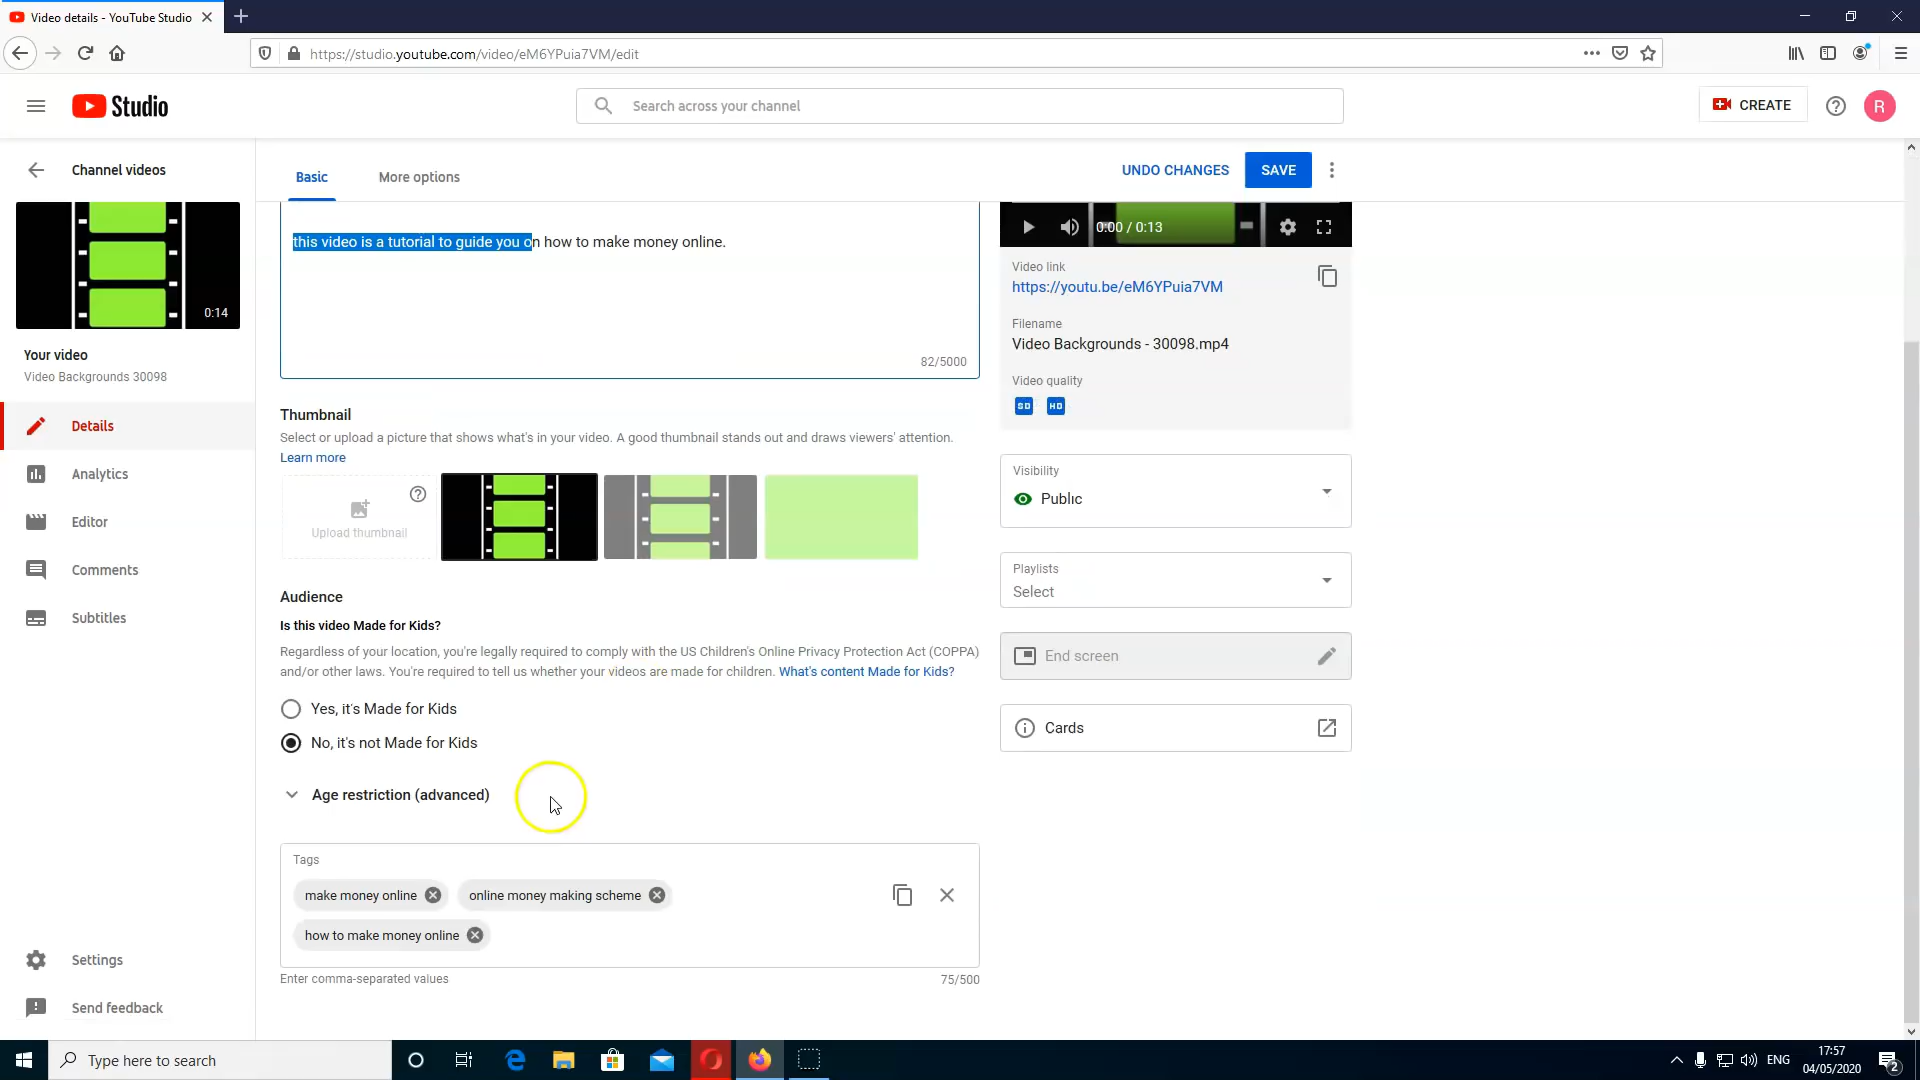 Video details - YouTube Studio
https://studio.youtube.com/video/eM6YPuia7VM/edit
Studio
Search across your channel
CREATE
R
Channel videos
Basic
More options
UNDO CHANGES
SAVE
0:14
Your video
Video Backgrounds 30098
Details
Analytics
Editor
Comments
Subtitles
Settings
Send feedback
this video is a tutorial to guide you on how to make money online.
82/5000
Thumbnail
Select or upload a picture that shows what's in your video. A good thumbnail stands out and draws viewers' attention.
Learn more
Upload thumbnail
Audience
Is this video Made for Kids?
Regardless of your location, you're legally required to comply with the US Children's Online Privacy Protection Act (COPPA)
and/or other laws. You're required to tell us whether your videos are made for children. What's content Made for Kids?
Yes, it's Made for Kids
No, it's not Made for Kids
Age restriction (advanced)
Tags
make money online
online money making scheme
how to make money online
Enter comma-separated values
75/500
0:00 / 0:13
Video link
https://youtu.be/eM6YPuia7VM
Filename
Video Backgrounds - 30098.mp4
Video quality
SD
HD
Visibility
Public
Playlists
Select
End screen
Cards
Type here to search
ENG
17:57
04/05/2020
2